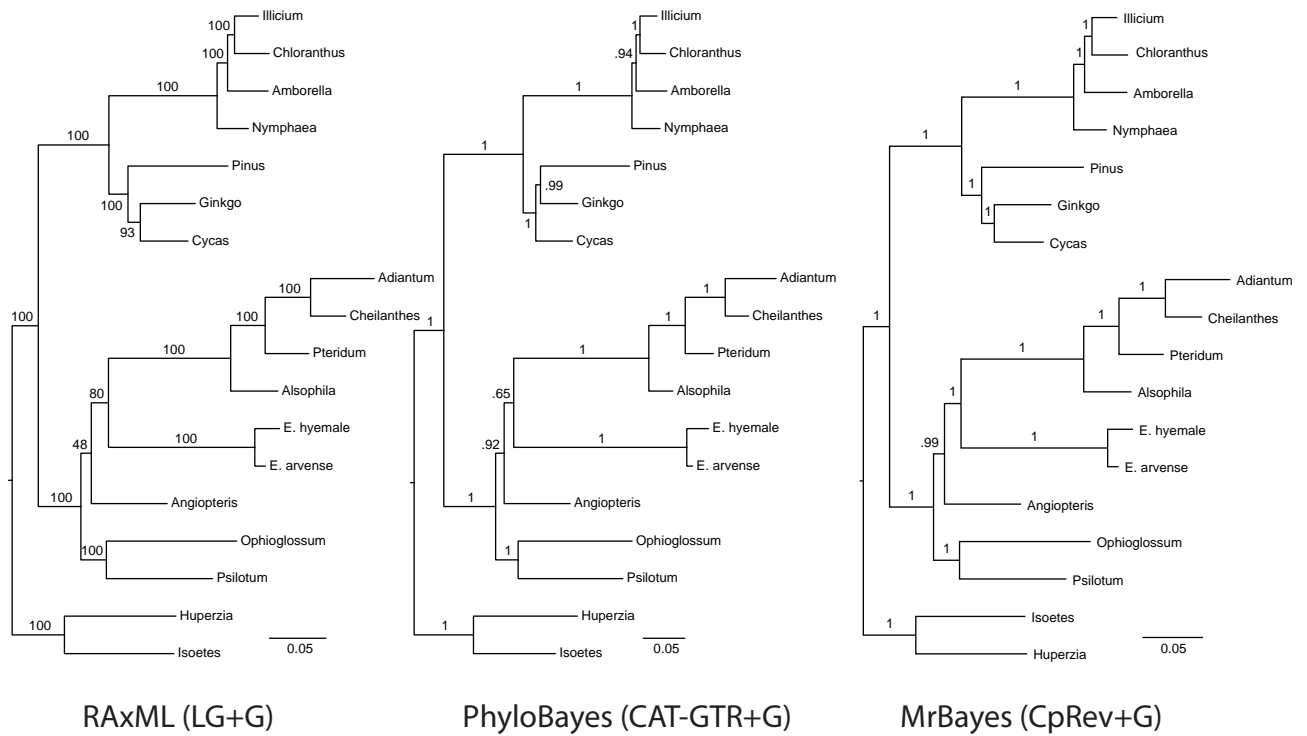 100
Illicium
100
Chloranthus
100
Amborella
Nymphaea
100
Pinus
100
Ginkgo
93
Cycas
100
100
Adiantum
100
Cheilanthes
100
Pteridum
Alsophila
80
100
E. hyemale
E. arvense
48
Angiopteris
100
100
Ophioglossum
Psilotum
100
Huperzia
Isoetes
0.05
RAxML (LG+G)
1
Illicium
.94
Chloranthus
1
Amborella
Nymphaea
1
Pinus
.99
Ginkgo
1
Cycas
1
1
Adiantum
1
Cheilanthes
1
Pteridum
Alsophila
.65
1
E. hyemale
E. arvense
.92
Angiopteris
1
1
Ophioglossum
Psilotum
1
Huperzia
Isoetes
0.05
PhyloBayes (CAT-GTR+G)
1
Illicium
1
Chloranthus
1
Amborella
Nymphaea
1
Pinus
1
Ginkgo
1
Cycas
1
1
Adiantum
1
Cheilanthes
1
Pteridum
Alsophila
1
1
E. hyemale
E. arvense
.99
Angiopteris
1
1
Ophioglossum
Psilotum
1
Isoetes
Huperzia
0.05
MrBayes (CpRev+G)